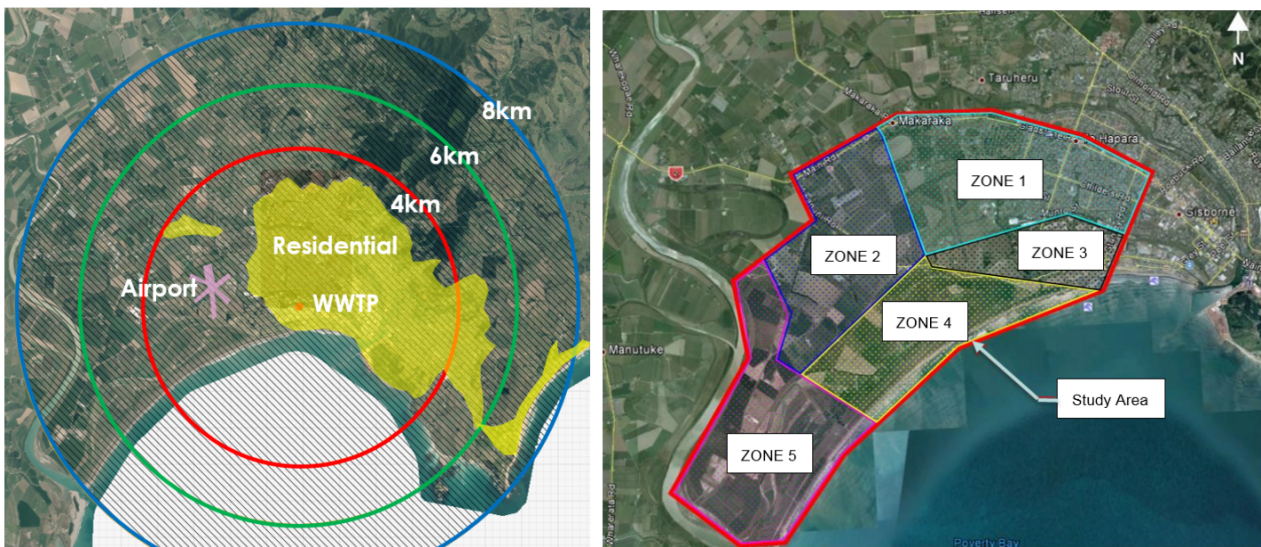 8km
6km
4km
Residential
Airport
WWTP
N
Taruheru
Makaraka
Hapara
ZONE 1
Gisborne
ZONE 3
ZONE 2
ZONE 4
Manutuke
Study Area
ZONE 5
Poverty Bay